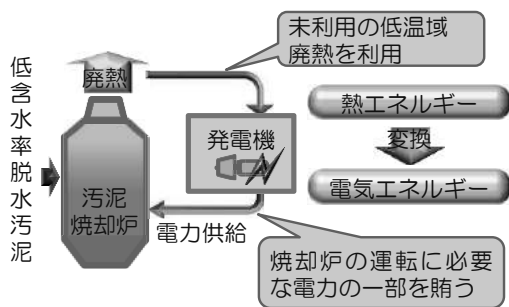 未利用の低温域
廃熱を利用
廃熱
低含水率脱水汚泥
発電機
熱エネルギー
変換
電気エネルギー
汚泥
焼却炉
電力供給
焼却炉の運転に必要
な電力の一部を賄う